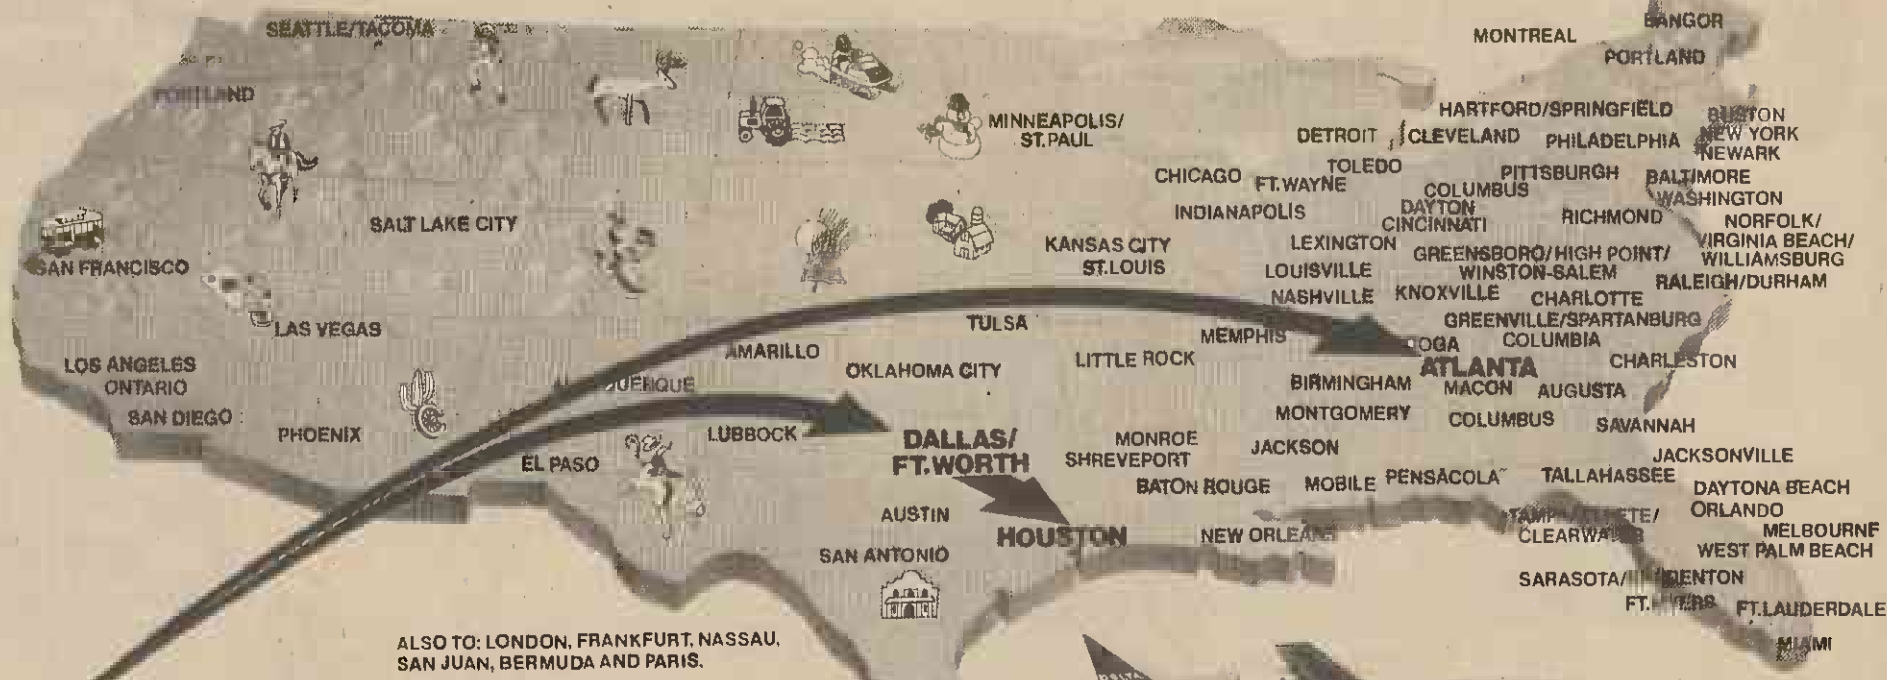 SEATTLE/TACOMA
PORTLAND
SAN FRANCISCO
SALT LAKE CITY
LAS VEGAS
LOS ANGELES
ONTARIO
SAN DIEGO
PHOENIX
EL PASO
AMARILLO
LUBBOCK
MINNEAPOLIS/
ST. PAUL
KANSAS CITY
ST. LOUIS
TULSA
OKLAHOMA CITY
LITTLE ROCK
DALLAS/
FT. WORTH
AUSTIN
SAN ANTONIO
HOUSTON
MONROE
SHREVEPORT
BATON ROUGE
NEW ORLEANS
JACKSON
MOBILE
PENSACOLA
MONTREAL
BANGOR
PORTLAND
HARTFORD/SPRINGFIELD
BOSTON
NEW YORK
NEWARK
DETROIT
CLEVELAND
PHILADELPHIA
TOLEDO
PITTSBURGH
BALTIMORE
WASHINGTON
CHICAGO
FT. WAYNE
COLUMBUS
INDIANAPOLIS
DAYTON
CINCINNATI
RICHMOND
NORFOLK/
VIRGINIA BEACH/
WILLIAMSBURG
LEXINGTON
GREENSBORO/HIGH POINT/
WINSTON-SALEM
LOUISVILLE
RALEIGH/DURHAM
NASHVILLE
KNOXVILLE
CHARLOTTE
GREENVILLE/SPARTANBURG
MEMPHIS
OGA
COLUMBIA
ATLANTA
CHARLESTON
BIRMINGHAM
MACON
AUGUSTA
MONTGOMERY
COLUMBUS
SAVANNAH
JACKSONVILLE
TALLAHASSEE
DAYTONA BEACH
ORLANDO
CLEARWATER
MELBOURNE
WEST PALM BEACH
SARASOTA/
FT. MYERS
FT. LAUDERDALE
MIAMI
ALSO TO: LONDON, FRANKFURT, NASSAU,
SAN JUAN, BERMUDA AND PARIS.
DELTA